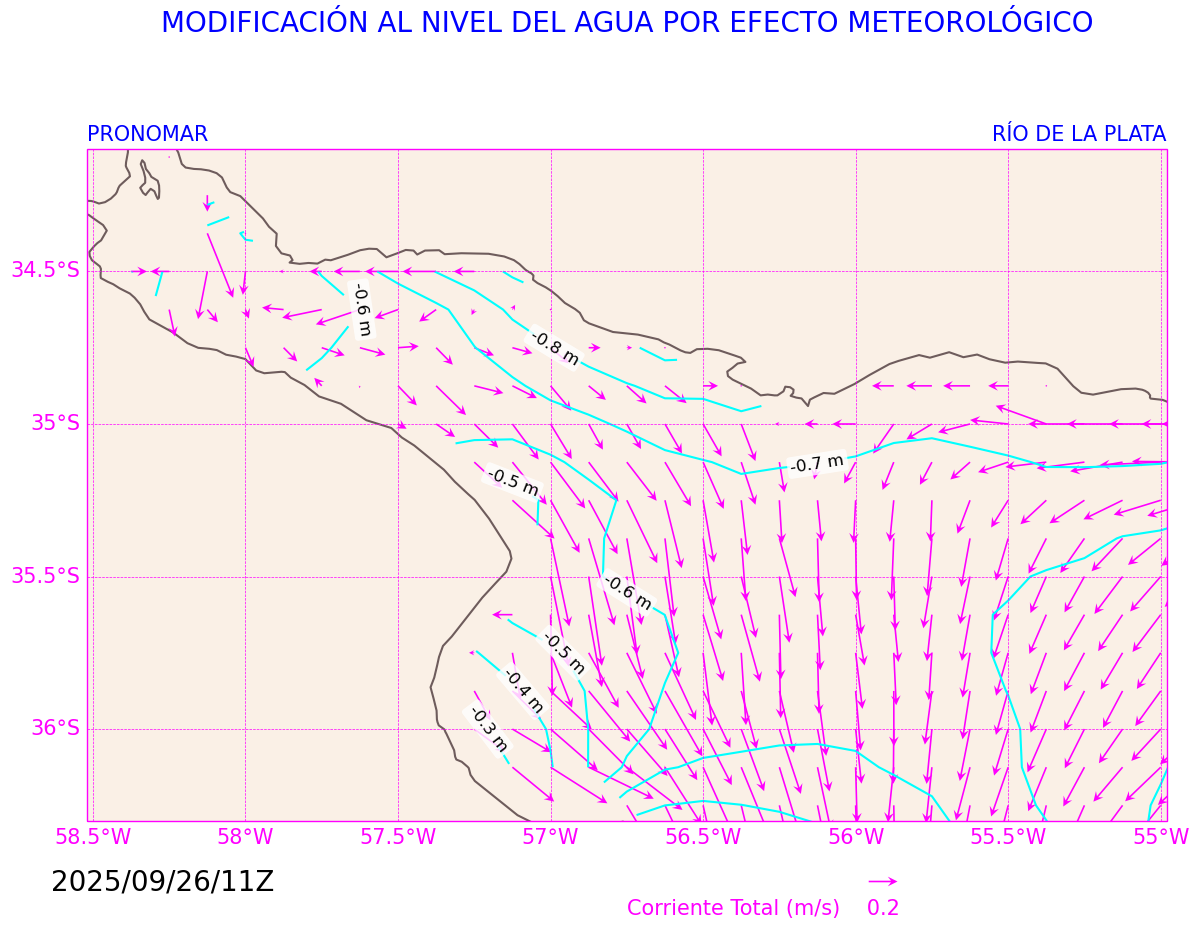 MODIFICACIÓN AL NIVEL DEL AGUA POR EFECTO METEOROLÓGICO
PRONOMAR
RÍO DE LA PLATA
34.5°S
-0.6 m
-0.8 m
35°S
-0.7 m
-0.5 m
35.5°S
-0.6 m
-0.5 m
-0.4 m
-0.3 m
36°S
58.5°W 58°W 57.5°W 57°W 56.5°W 56°W 55.5°W 55°W
2025/09/26/11Z
Corriente Total (m/s) 0.2